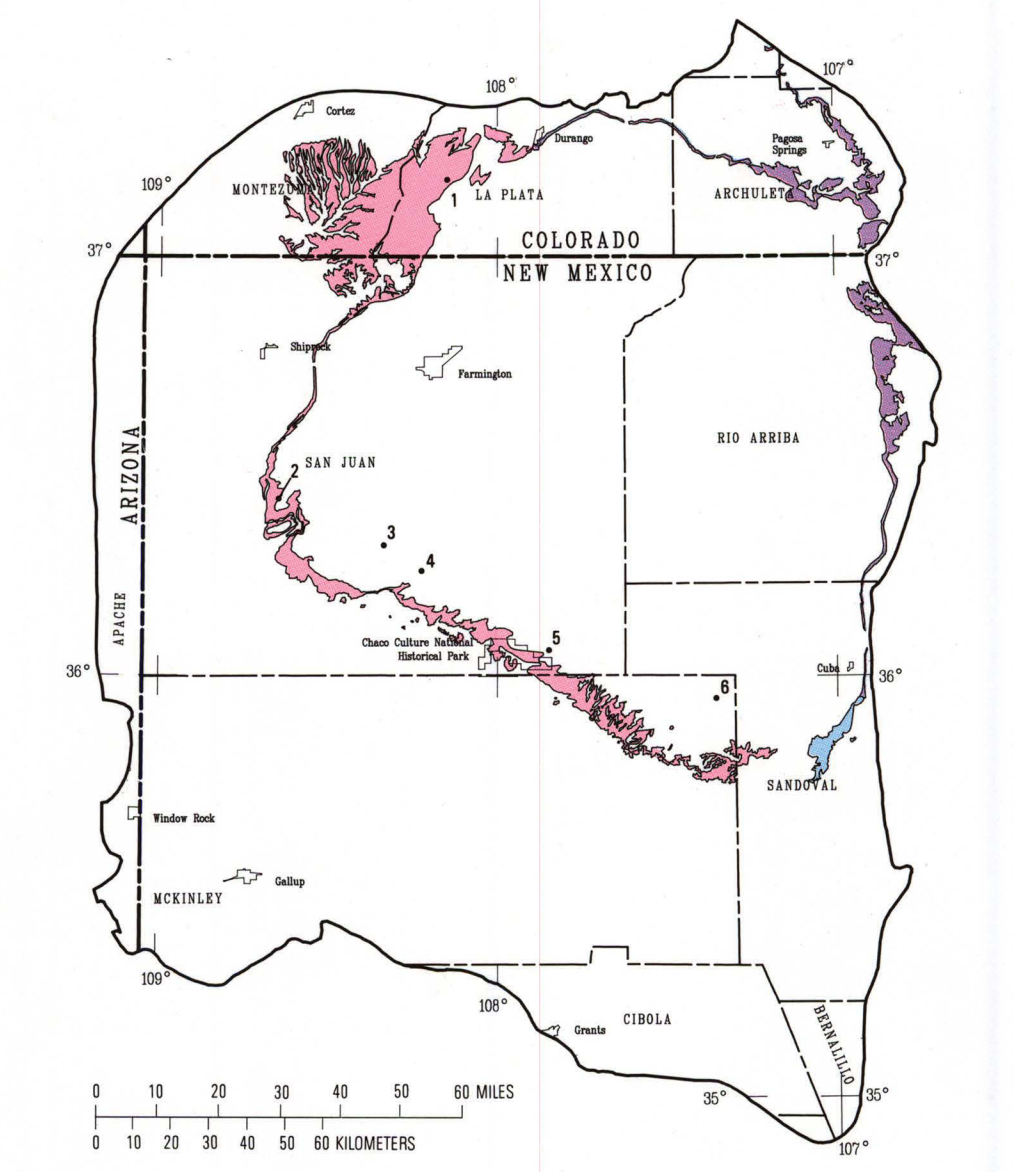 107°
108°
Cortez
Durango
Pagosa
Springs
109°
MONTEZUMA
1
LA PLATA
ARCHULETA
37°
COLORADO
37°
NEW MEXICO
Shiprock
Farmington
RIO ARRIBA
ARIZONA
SAN JUAN
2
3
4
APACHE
Chaco Culture National
Historical Park
5
36°
Cuba
36°
6
SANDOVAL
Window Rock
Gallup
MCKINLEY
109°
108°
Grants
CIBOLA
BERNALILLO
0 10 20 30 40 50 60 MILES
35°
35°
0 10 20 30 40 50 60 KILOMETERS
107°